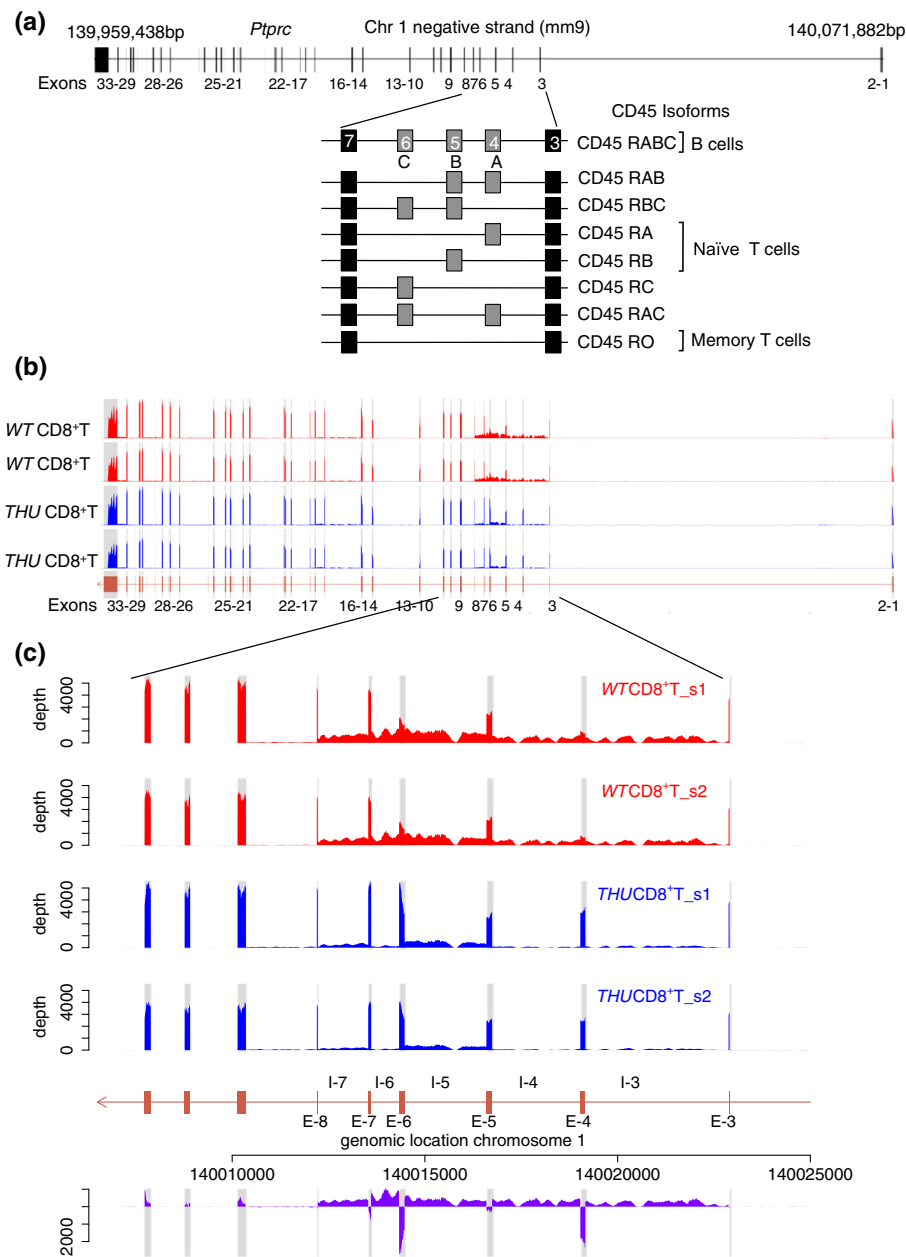 (a)
139,959,438bp Ptprc Chr 1 negative strand (mm9) 140,071,882bp
Exons 33-29 28-26 25-21 22-17 16-14 13-10 9 876 5 4 3 2-1
CD45 Isoforms
7 6 5 4 3 CD45 RABC B cells
C B A
CD45 RAB
CD45 RBC
CD45 RA
Naïve T cells
CD45 RB
CD45 RC
CD45 RAC
CD45 RO Memory T cells
(b)
WT CD8+T
WT CD8+T
THU CD8+T
THU CD8+T
Exons 33-29 28-26 25-21 22-17 16-14 13-10 9 876 5 4 3 2-1
(c)
depth 0 4000 WTCD8+T_s1
depth 0 4000 WTCD8+T_s2
depth 0 4000 THUCD8+T_s1
depth 0 4000 THUCD8+T_s2
I-7 I-6 I-5 I-4 I-3
E-8 E-7 E-6 E-5 E-4 E-3
genomic location chromosome 1
140010000 140015000 140020000 140025000
2000